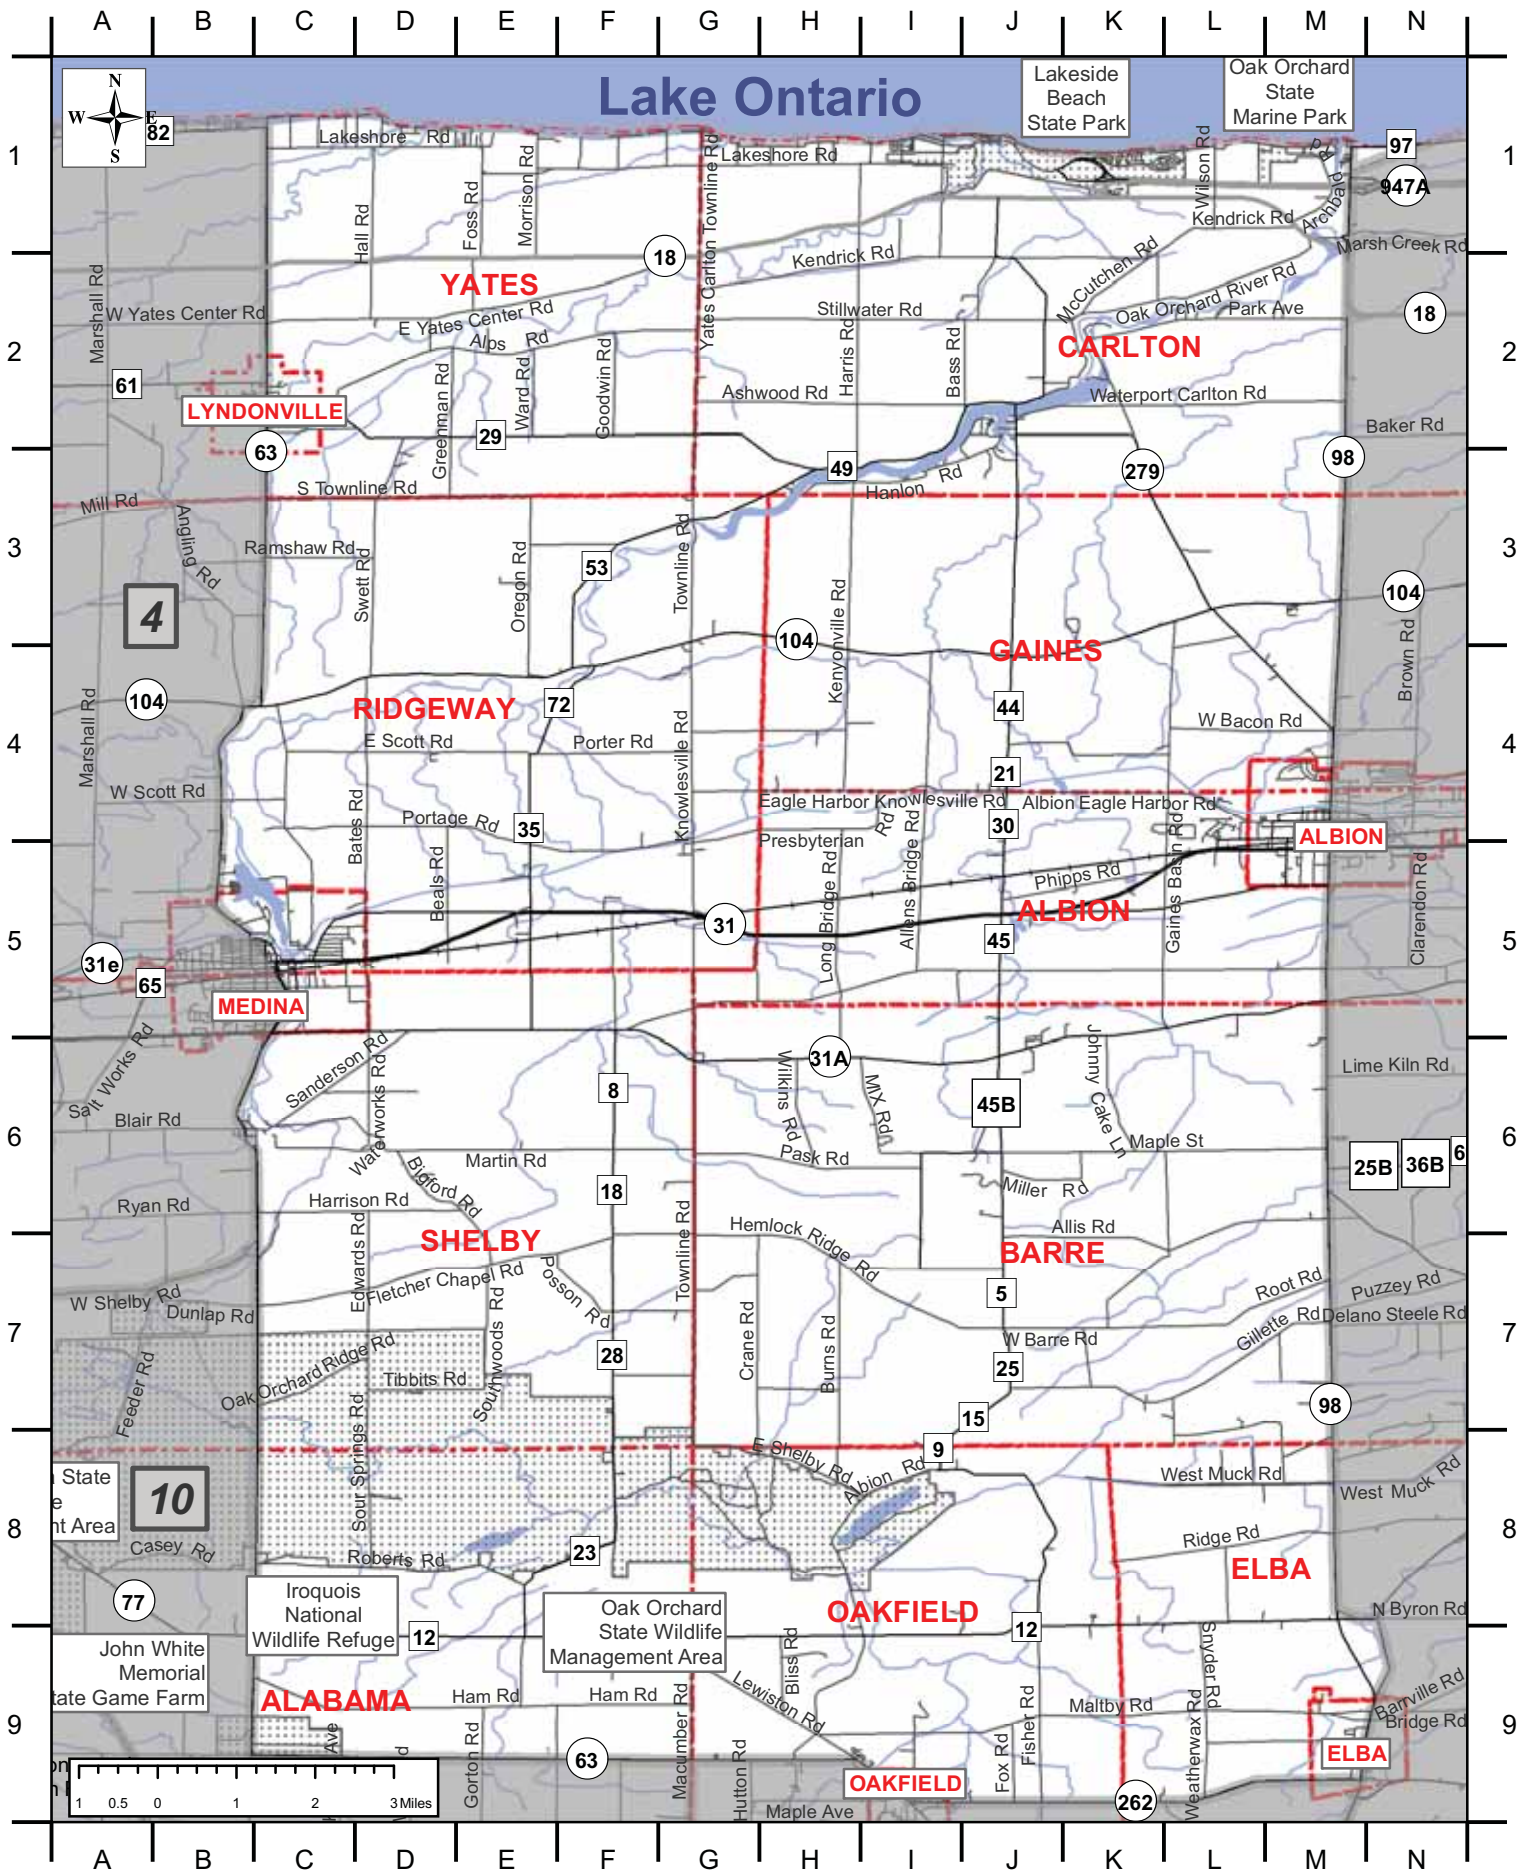 A B C D E F G H I J K L M N
Lake Ontario
Lakeside
Beach
State Park
Oak Orchard
State
Marine Park
N
W E
S
82
1
Lakeshore Rd
Lakeshore Rd
97
1
947A
Archbald Rd
Wilson Rd
Kendrick Rd
Marsh Creek Rd
Hall Rd
Foss Rd
Morrison Rd
Yates Carlton Townline Rd
18
Kendrick Rd
McCutchen Rd
Oak Orchard River Rd
YATES
Marshall Rd
W Yates Center Rd
E Yates Center Rd
Stillwater Rd
Park Ave
18
Alps Rd
CARLTON
2
2
61
LYNDONVILLE
Greenman Rd
Ward Rd
Goodwin Rd
Ashwood Rd
Harris Rd
Bass Rd
Waterport Carlton Rd
Baker Rd
63
29
49
279
98
Hanlon Rd
S Townline Rd
Mill Rd
Angling Rd
3
Ramshaw Rd
Swett Rd
Oregon Rd
53
Townline Rd
Kenyonville Rd
3
104
4
104
GAINES
Brown Rd
104
Marshall Rd
RIDGEWAY
72
44
W Bacon Rd
4
E Scott Rd
Porter Rd
Knowlesville Rd
4
W Scott Rd
21
Eagle Harbor Knowlesville Rd
Albion Eagle Harbor Rd
Bates Rd
Portage Rd
35
30
Presbyterian Rd
ALBION
Beals Rd
Long Bridge Rd
Allens Bridge Rd
Phipps Rd
Gaines Basin Rd
Clarendon Rd
ALBION
31
5
45
5
31e
65
MEDINA
Salt Works Rd
Sanderson Rd
Waterworks Rd
31A
Wilkins Rd
MIX Rd
Johnny Cake Ln
Lime Kiln Rd
8
45B
Blair Rd
6
Maple St
6
Martin Rd
Pask Rd
25B
36B
6
Bigford Rd
18
Miller Rd
Ryan Rd
Harrison Rd
Edwards Rd
Townline Rd
Hemlock Ridge Rd
Allis Rd
SHELBY
BARRE
Fletcher Chapel Rd
Posson Rd
W Shelby Rd
Dunlap Rd
5
Root Rd
Puzzey Rd
Gillette Rd
Delano Steele Rd
7
Southwoods Rd
Crane Rd
Burns Rd
W Barre Rd
7
28
25
Feeder Rd
Oak Orchard Ridge Rd
Tibbits Rd
15
98
Sour Springs Rd
E Shelby Rd
9
State
Albion Rd
West Muck Rd
West Muck Rd
10
Area
8
8
Casey Rd
Roberts Rd
23
Ridge Rd
ELBA
77
Iroquois
National
Wildlife Refuge
Oak Orchard
State Wildlife
Management Area
OAKFIELD
N Byron Rd
12
12
John White
Memorial
State Game Farm
Bliss Rd
Snyder Rd
ALABAMA
Ham Rd
Ham Rd
Lewiston Rd
Maltby Rd
Barrville Rd
Bridge Rd
9
Ave
Gorton Rd
63
Macumber Rd
Hutton Rd
Fox Rd
Fisher Rd
Weatherwax Rd
9
ELBA
OAKFIELD
262
Maple Ave
1 0.5 0 1 2 3 Miles
A B C D E F G H I J K L M N